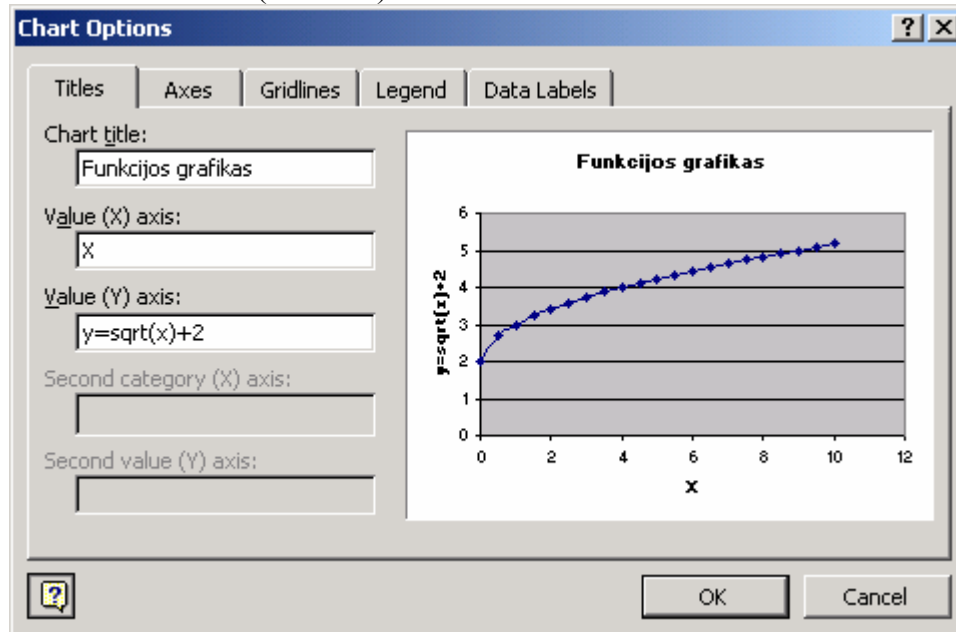 Chart Options
Titles Axes Gridlines Legend Data Labels
Chart title:
Funkcijos grafikas
Value (X) axis:
X
Value (Y) axis:
y=sqrt(x)+2
Second category (X) axis:
Second value (Y) axis:
Funkcijos grafikas
y=sqrt(x)+2
6
5
4
3
2
1
0
0 2 4 6 8 10 12
X
OK Cancel